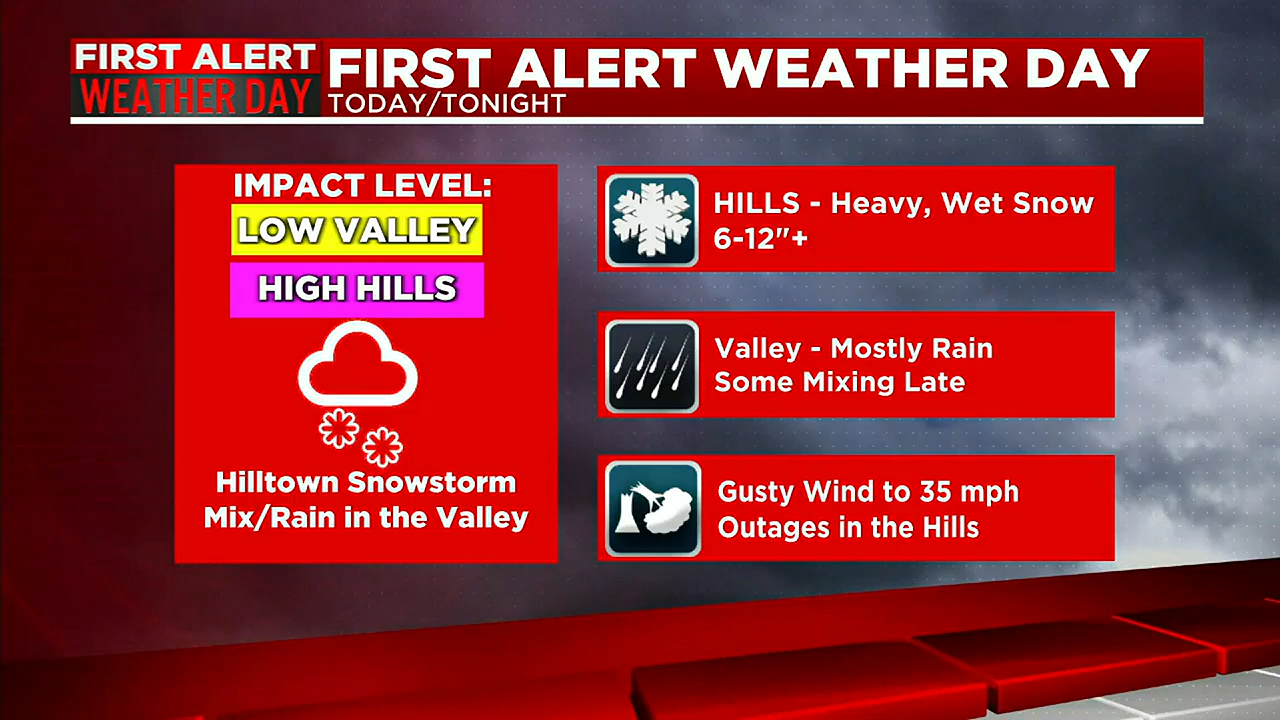 FIRST ALERT
WEATHER DAY
FIRST ALERT WEATHER DAY
TODAY/TONIGHT
IMPACT LEVEL:
LOW VALLEY
HIGH HILLS
Hilltown Snowstorm
Mix/Rain in the Valley
HILLS - Heavy, Wet Snow
6-12"+
Valley - Mostly Rain
Some Mixing Late
Gusty Wind to 35 mph
Outages in the Hills